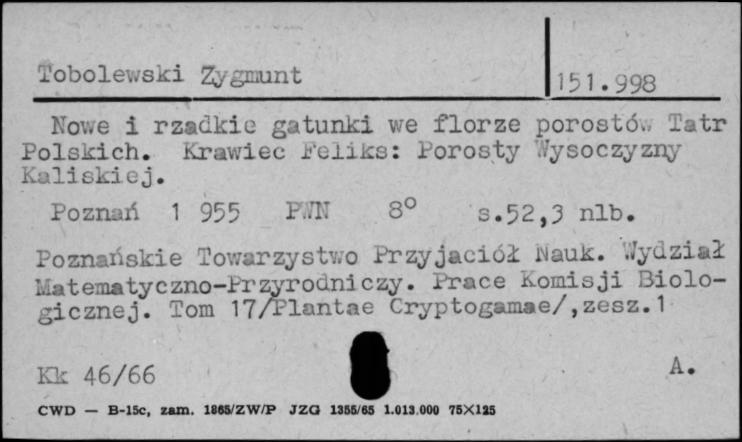 Tobolewski Zygmunt
151.998
Nowe i rzadkie gatunki we florze porostów Tatr
Polskich. Krawiec Feliks: Porosty Wysoczyzny
Kaliskiej.
Poznań 1 955 PWN 8° s.52,3 nlb.
Poznańskie Towarzystwo Przyjaciół Nauk. Wydział
Matematyczno-Przyrodniczy. Prace Komisji Biolo-
gicznej. Tom 17/Plantae Cryptogamae/,zesz.1
Kk 46/66
A.
CWD — B-15c, zam. 1865/ZW/P JZG 1355/65 1.013.000 75X125